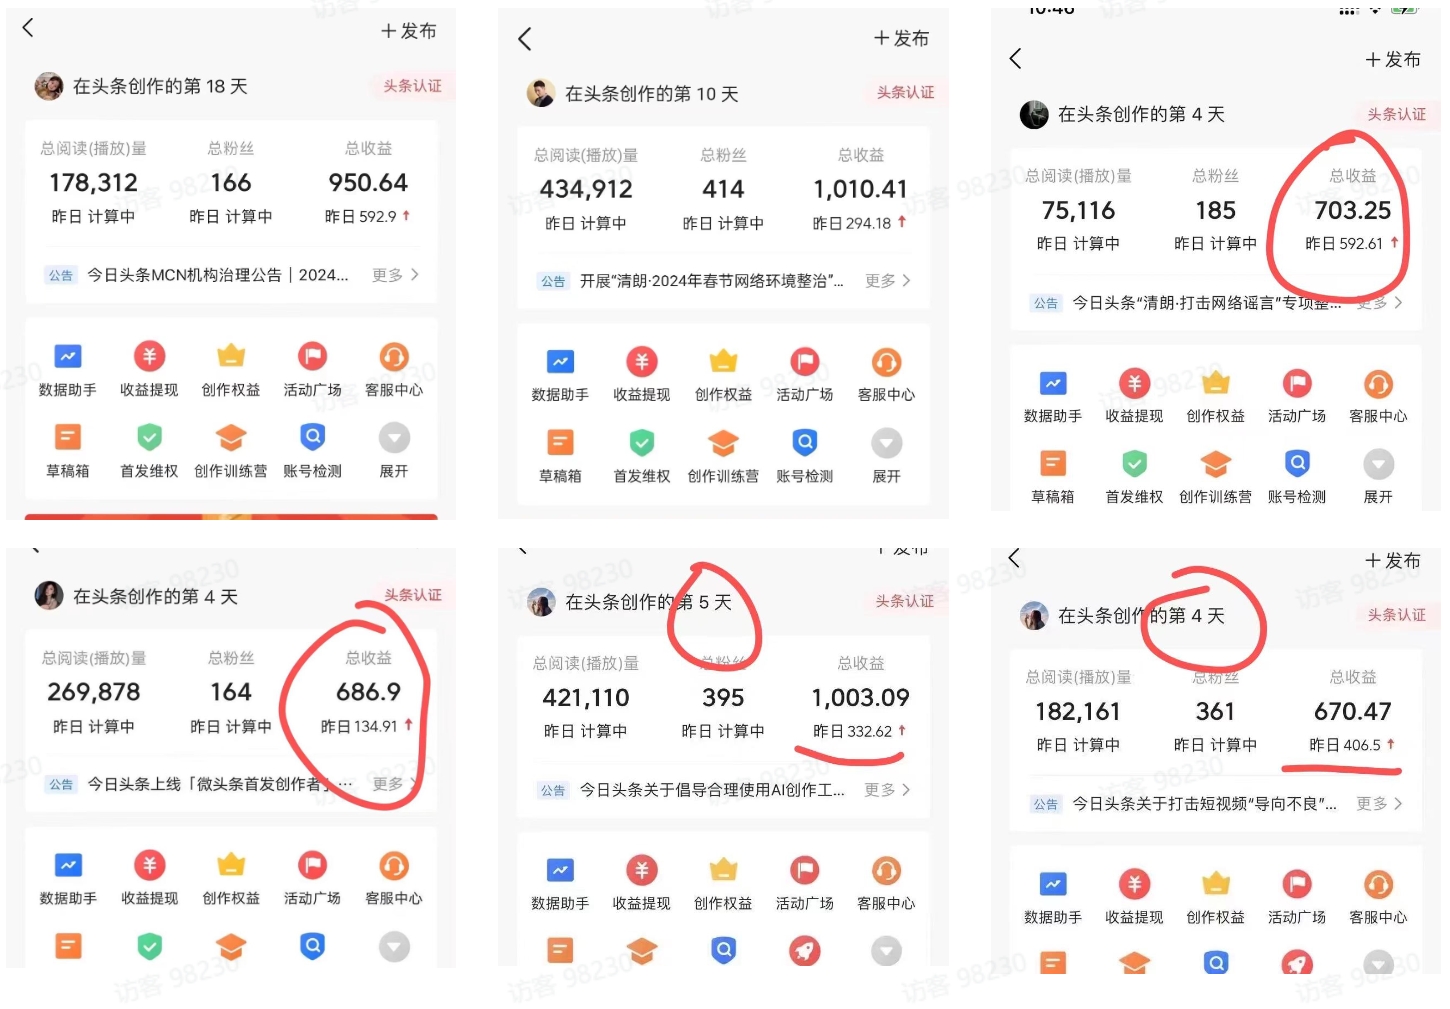 +发布
在头条创作的第 18 天
头条认证
总阅读(播放)量 总粉丝 总收益
178,312 166 950.64
昨日 计算中 昨日 计算中 昨日 592.9
公告 今日头条MCN机构治理公告｜2024... 更多
数据助手 收益提现 创作权益 活动广场 客服中心
草稿箱 首发维权 创作训练营 账号检测 展开
+发布
在头条创作的第 10 天
头条认证
总阅读(播放)量 总粉丝 总收益
434,912 414 1,010.41
昨日 计算中 昨日 计算中 昨日 294.18
公告 开展“清朗·2024年春节网络环境整治”... 更多
数据助手 收益提现 创作权益 活动广场 客服中心
草稿箱 首发维权 创作训练营 账号检测 展开
10:46
+发布
在头条创作的第 4 天
头条认证
总阅读(播放)量 总粉丝 总收益
75,116 185 703.25
昨日 计算中 昨日 计算中 昨日 592.61
公告 今日头条“清朗·打击网络谣言”专项整... 更多
数据助手 收益提现 创作权益 活动广场 客服中心
草稿箱 首发维权 创作训练营 账号检测 展开
在头条创作的第 4 天
头条认证
总阅读(播放)量 总粉丝 总收益
269,878 164 686.9
昨日 计算中 昨日 计算中 昨日 134.91
公告 今日头条上线「微头条首发创作者」... 更多
数据助手 收益提现 创作权益 活动广场 客服中心
+发布
在头条创作的第 5 天
头条认证
总阅读(播放)量 总粉丝 总收益
421,110 395 1,003.09
昨日 计算中 昨日 计算中 昨日 332.62
公告 今日头条关于倡导合理使用AI创作工... 更多
数据助手 收益提现 创作权益 活动广场 客服中心
+发布
在头条创作的第 4 天
头条认证
总阅读(播放)量 总粉丝 总收益
182,161 361 670.47
昨日 计算中 昨日 计算中 昨日 406.5
公告 今日头条关于打击短视频“导向不良”... 更多
数据助手 收益提现 创作权益 活动广场 客服中心
访客 98230